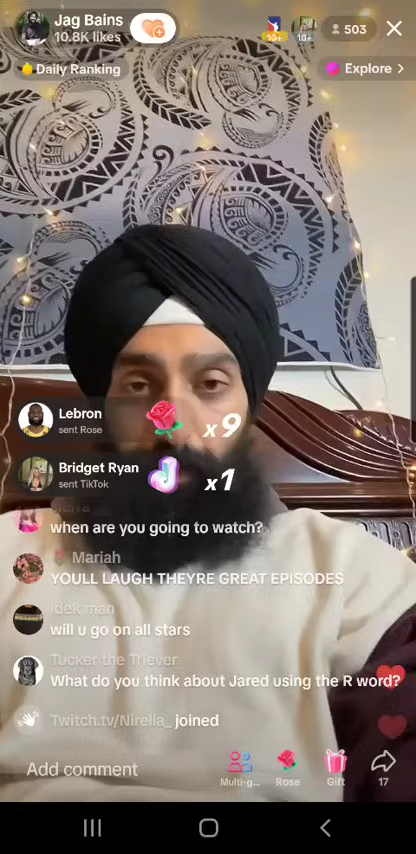 Jag Bains
10.8K likes
10+
10+
503
Daily Ranking
Explore >
Lebron
sent Rose
x9
Bridget Ryan
sent TikTok
x1
Sierra
when are you going to watch?
Mariah
YOULL LAUGH THEYRE GREAT EPISODES
idek man
will u go on all stars
Tucker the Triever
What do you think about Jared using the R word?
Twitch.tv/Nirella_ joined
Add comment
Multi-g...
Rose
Gift
17